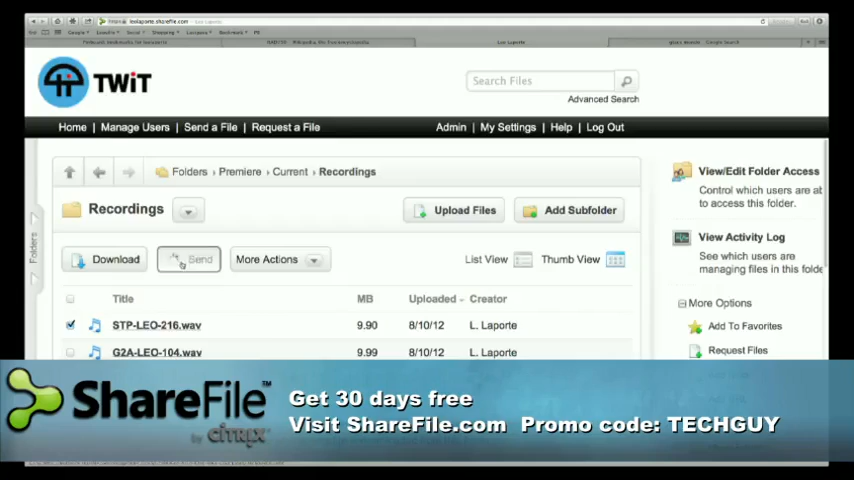 leolaporte.sharefile.com
TWiT
Search Files
Advanced Search
Home | Manage Users | Send a File | Request a File Admin | My Settings | Help | Log Out
Folders › Premiere › Current › Recordings
View/Edit Folder Access
Control which users are at
to access this folder.
Recordings
Upload Files
Add Subfolder
Folders
View Activity Log
See which users are
managing files in this folde
Download
Send
More Actions
List View
Thumb View
Title MB Uploaded Creator
More Options
STP-LEO-216.wav 9.90 8/10/12 L. Laporte
Add To Favorites
G2A-LEO-104.wav 9.99 8/10/12 L. Laporte
Request Files
ShareFile™
by CITRIX
Get 30 days free
Visit ShareFile.com Promo code: TECHGUY